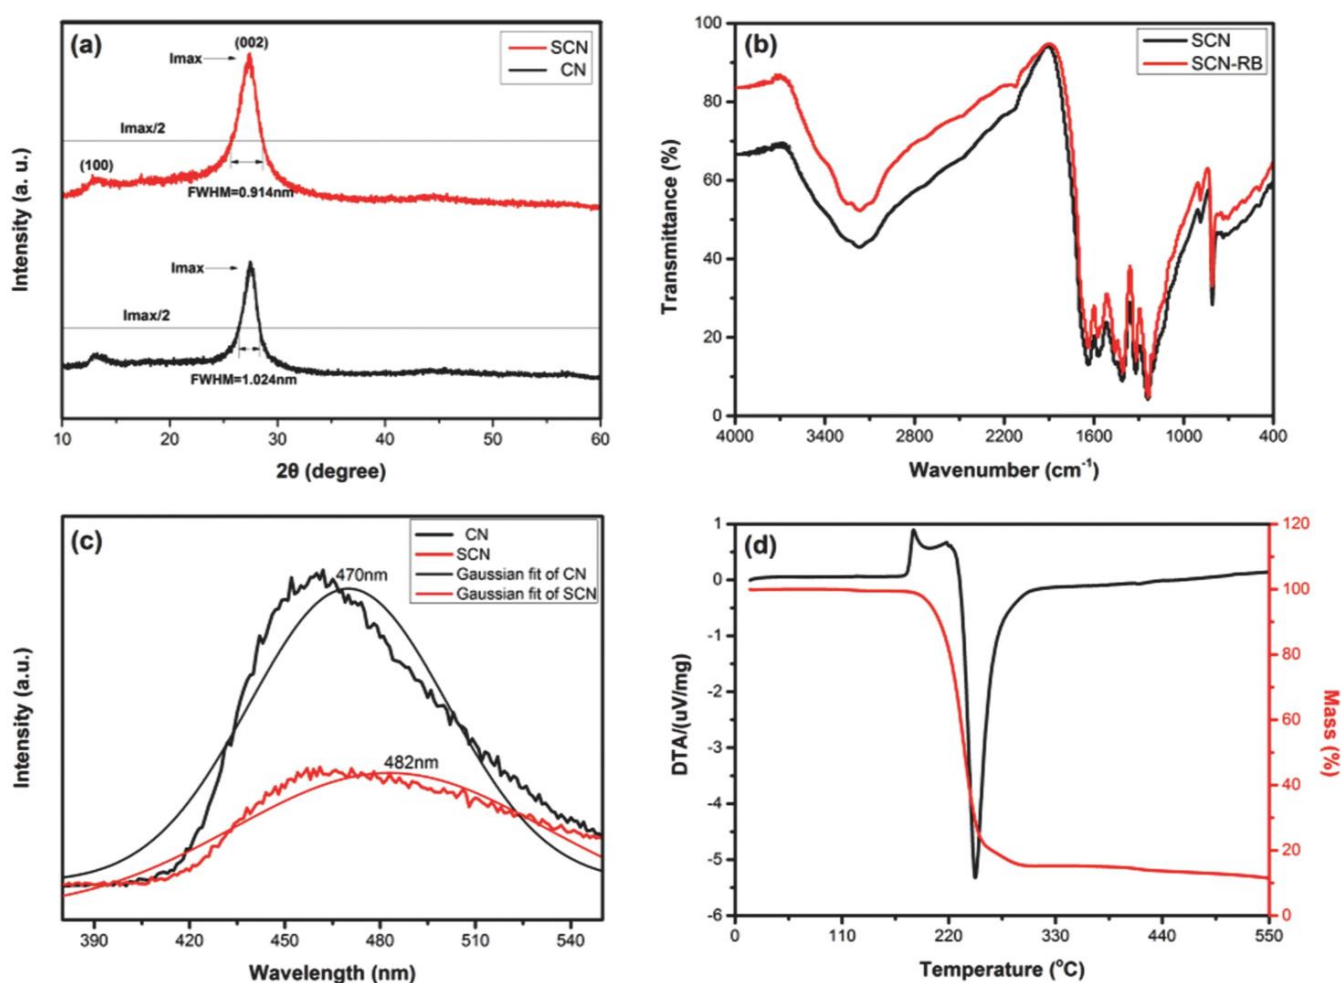 (a)
(002)
Imax
SCN
CN
Imax/2
(100)
FWHM=0.914nm
Imax
Imax/2
FWHM=1.024nm
Intensity (a. u.)
10 20 30 40 50 60
2θ (degree)
(b)
SCN
SCN-RB
100
80
60
40
20
0
Transmittance (%)
4000 3400 2800 2200 1600 1000 400
Wavenumber (cm-1)
(c)
CN
SCN
Gaussian fit of CN
Gaussian fit of SCN
470nm
482nm
Intensity (a.u.)
390 420 450 480 510 540
Wavelength (nm)
(d)
1
0
-1
-2
-3
-4
-5
-6
DTA/(uV/mg)
120
100
80
60
40
20
0
Mass (%)
0 110 220 330 440 550
Temperature (oC)